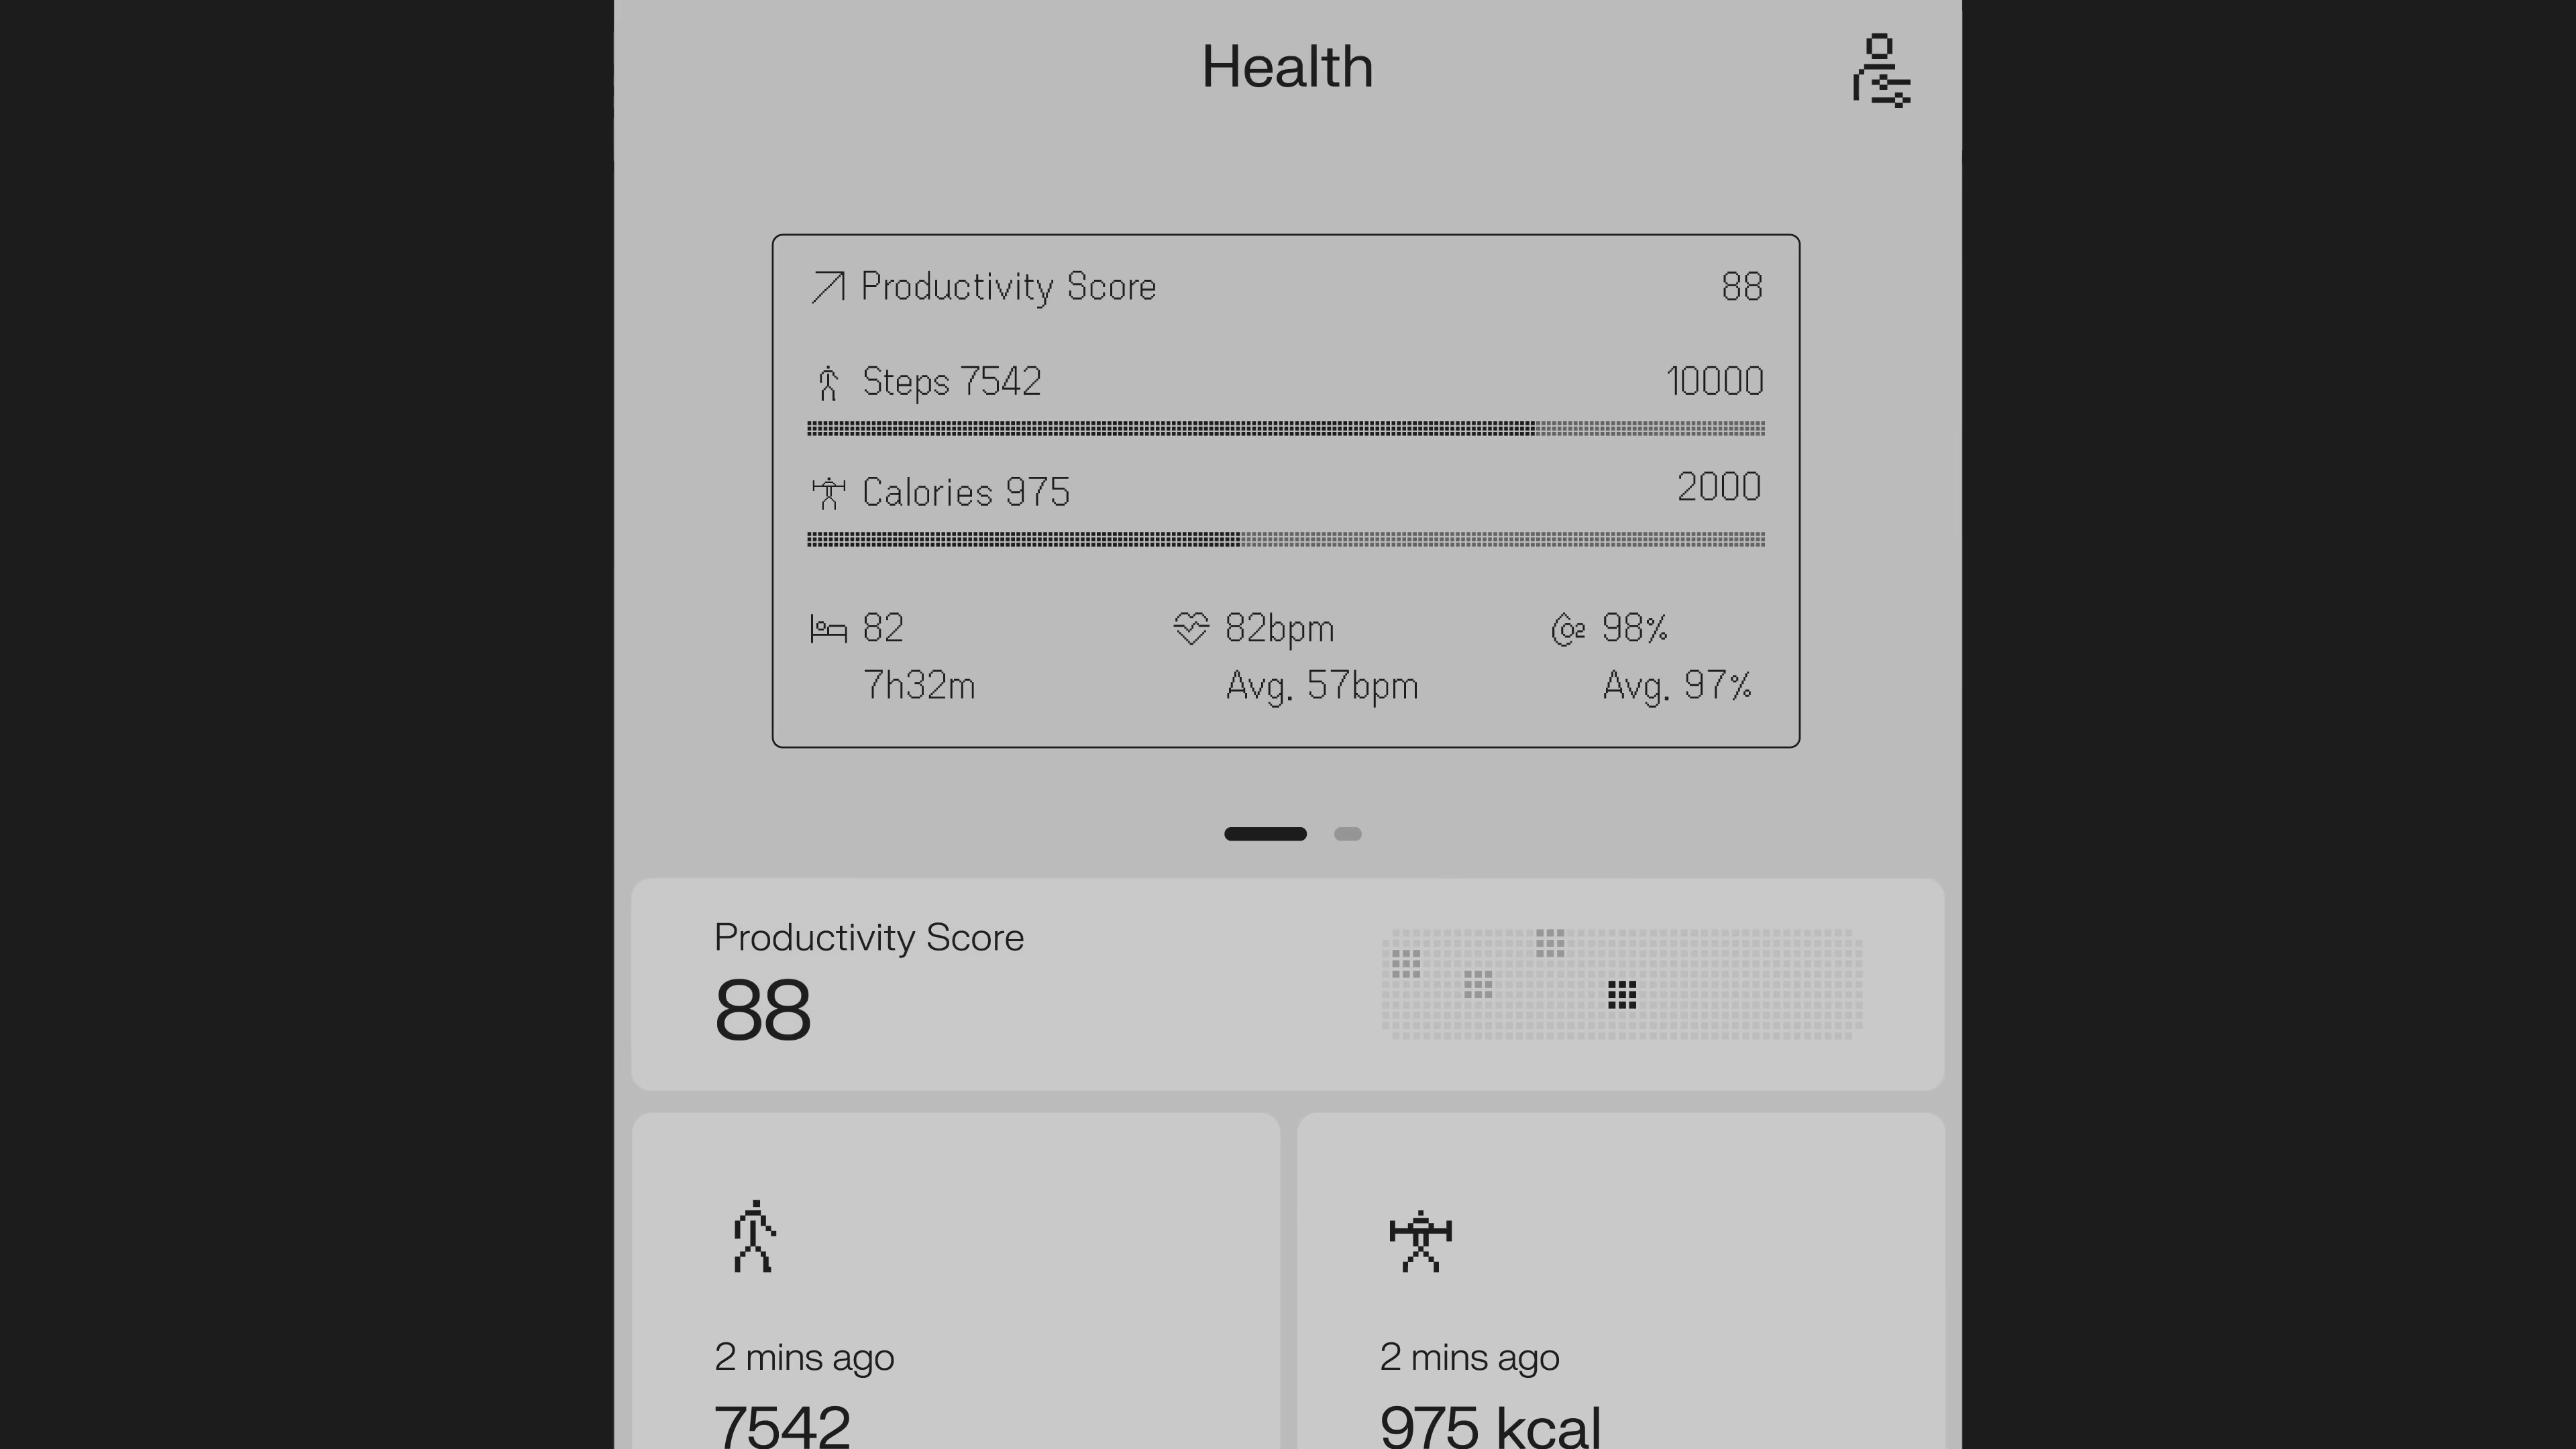 Health
Productivity Score 88
Steps 7542 10000
Calories 975 2000
82 82bpm O2 98%
7h32m Avg. 57bpm Avg. 97%
Productivity Score
88
2 mins ago 2 mins ago
7542 975 kcal